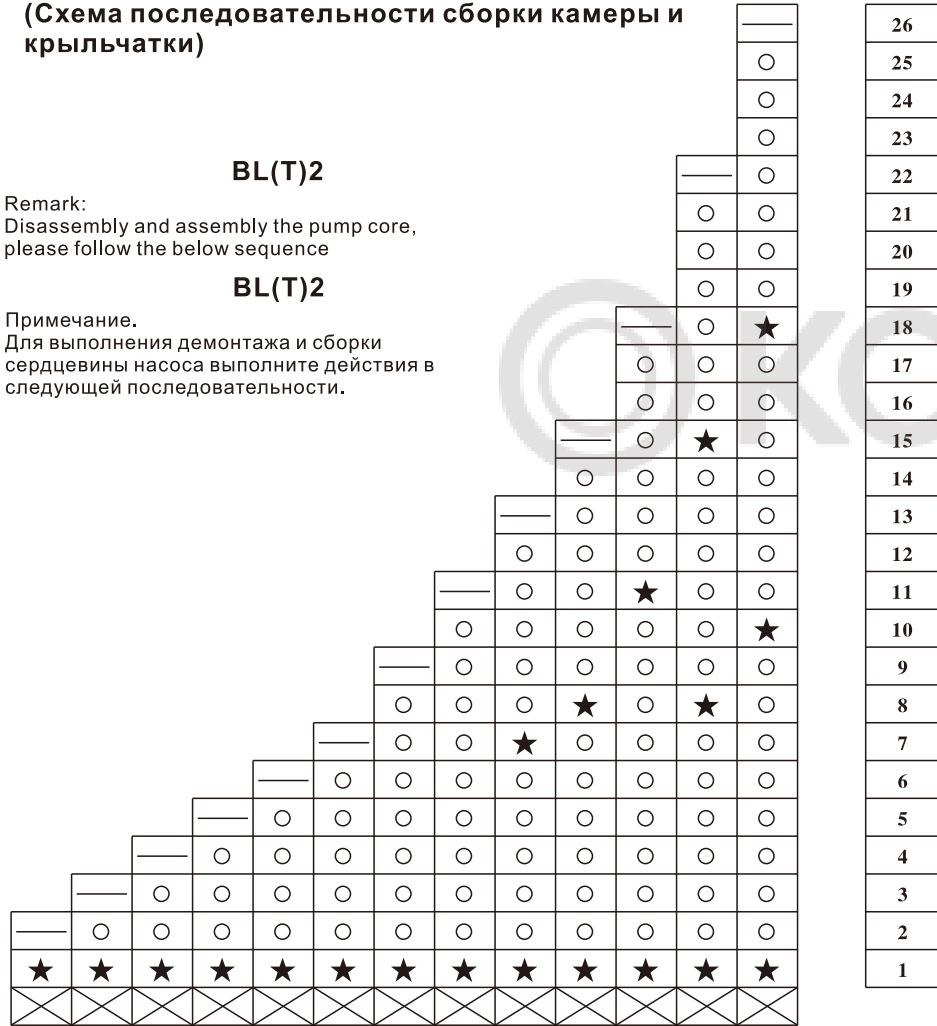 (Схема последовательности сборки камеры и
крыльчатки)
BL(T)2
Remark:
Disassembly and assembly the pump core,
please follow the below sequence
BL(T)2
Примечание.
Для выполнения демонтажа и сборки
сердцевины насоса выполните действия в
следующей последовательности.
26
25
24
23
22
21
20
19
18
17
16
15
14
13
12
11
10
9
8
7
6
5
4
3
2
1